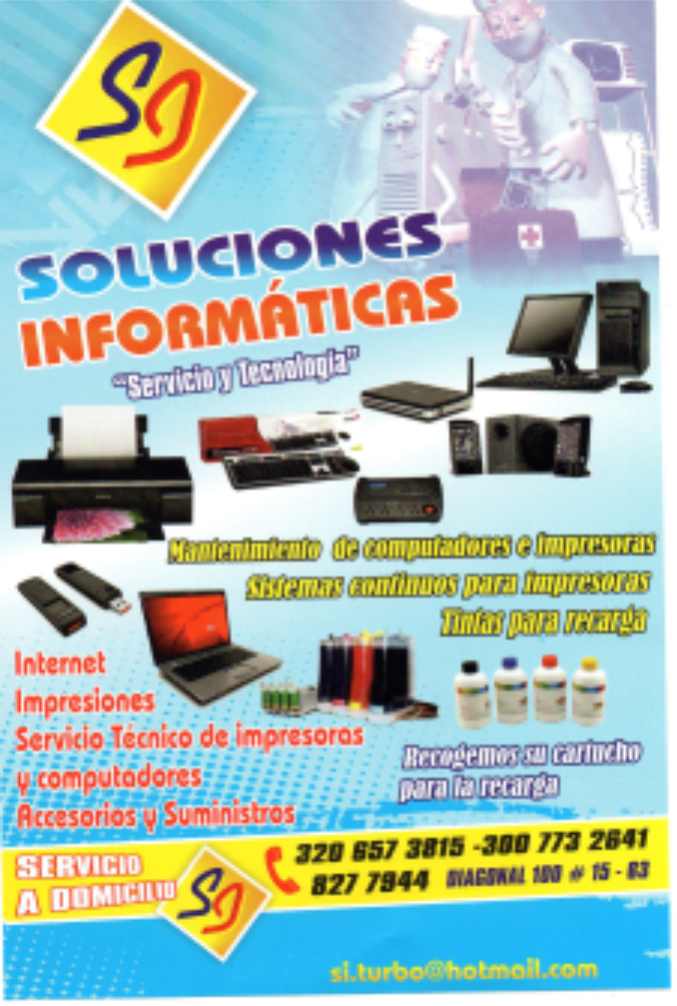 SI
SOLUCIONES
INFORMÁTICAS
"Servicio y Tecnología"
Mantenimiento de computadores e impresoras
Sistemas continuos para impresoras
Tintas para recarga
Internet
Impresiones
Servicio Técnico de impresoras
y computadores
Accesorios y Suministros
Recogemos su cartucho
para la recarga
SERVICIO
A DOMICILIO
SI
320 657 3815 -300 773 2641
827 7944 DIAGONAL 100 # 15 - 63
si.turbo@hotmail.com